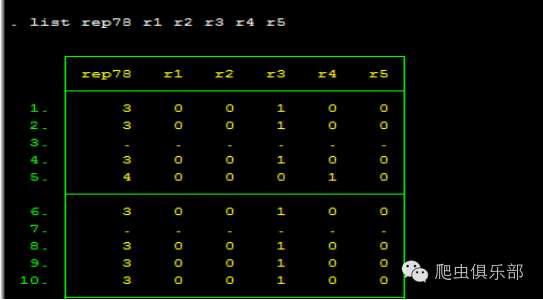 . list rep78 r1 r2 r3 r4 r5
rep78 r1 r2 r3 r4 r5
1. 3 0 0 1 0 0
2. 3 0 0 1 0 0
3. . . . . . .
4. 3 0 0 1 0 0
5. 4 0 0 0 1 0
6. 3 0 0 1 0 0
7. . . . . . .
8. 3 0 0 1 0 0
9. 3 0 0 1 0 0
10. 3 0 0 1 0 0
爬虫俱乐部